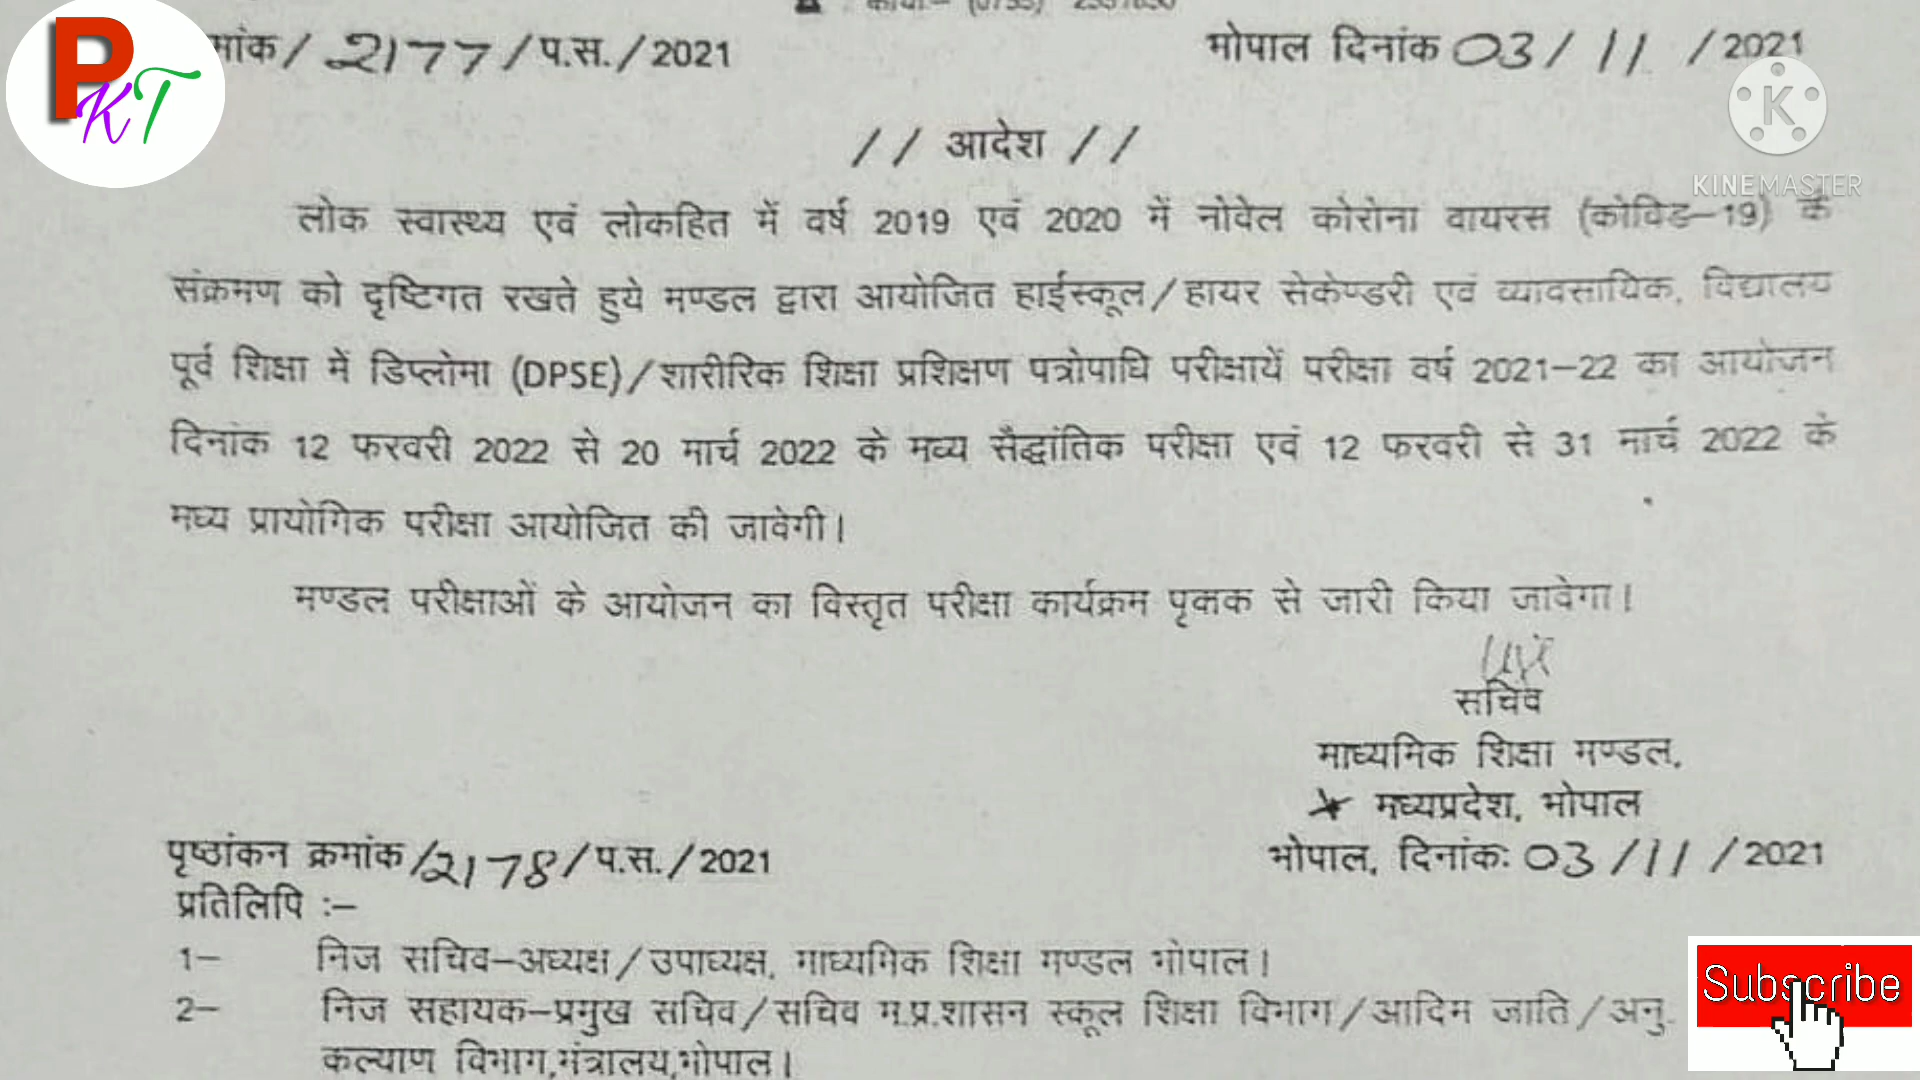 PKT
मांक/2177/प.स./2021
भोपाल दिनांक 03/11/2021
K
KINEMASTER
// आदेश //
लोक स्वास्थ्य एवं लोकहित में वर्ष 2019 एवं 2020 में नोवेल कोरोना वायरस (कोविड–19) के
संक्रमण को दृष्टिगत रखते हुये मण्डल द्वारा आयोजित हाईस्कूल/हायर सेकेण्डरी एवं व्यावसायिक, विद्यालय
पूर्व शिक्षा में डिप्लोमा (DPSE)/शारीरिक शिक्षा प्रशिक्षण पत्रोपाधि परीक्षायें परीक्षा वर्ष 2021–22 का आयोजन
दिनांक 12 फरवरी 2022 से 20 मार्च 2022 के मध्य सैद्धांतिक परीक्षा एवं 12 फरवरी से 31 मार्च 2022 के
मध्य प्रायोगिक परीक्षा आयोजित की जावेगी।
मण्डल परीक्षाओं के आयोजन का विस्तृत परीक्षा कार्यक्रम पृथक से जारी किया जावेगा।
सचिव
माध्यमिक शिक्षा मण्डल,
मध्यप्रदेश, भोपाल
पृष्ठांकन क्रमांक/2178/प.स./2021
भोपाल, दिनांकः 03/11/2021
प्रतिलिपि :–
1– निज सचिव–अध्यक्ष/उपाध्यक्ष, माध्यमिक शिक्षा मण्डल भोपाल।
2– निज सहायक–प्रमुख सचिव/सचिव म.प्र.शासन स्कूल शिक्षा विभाग/आदिम जाति/अनु.
कल्याण विभाग,मंत्रालय,भोपाल।
Subscribe